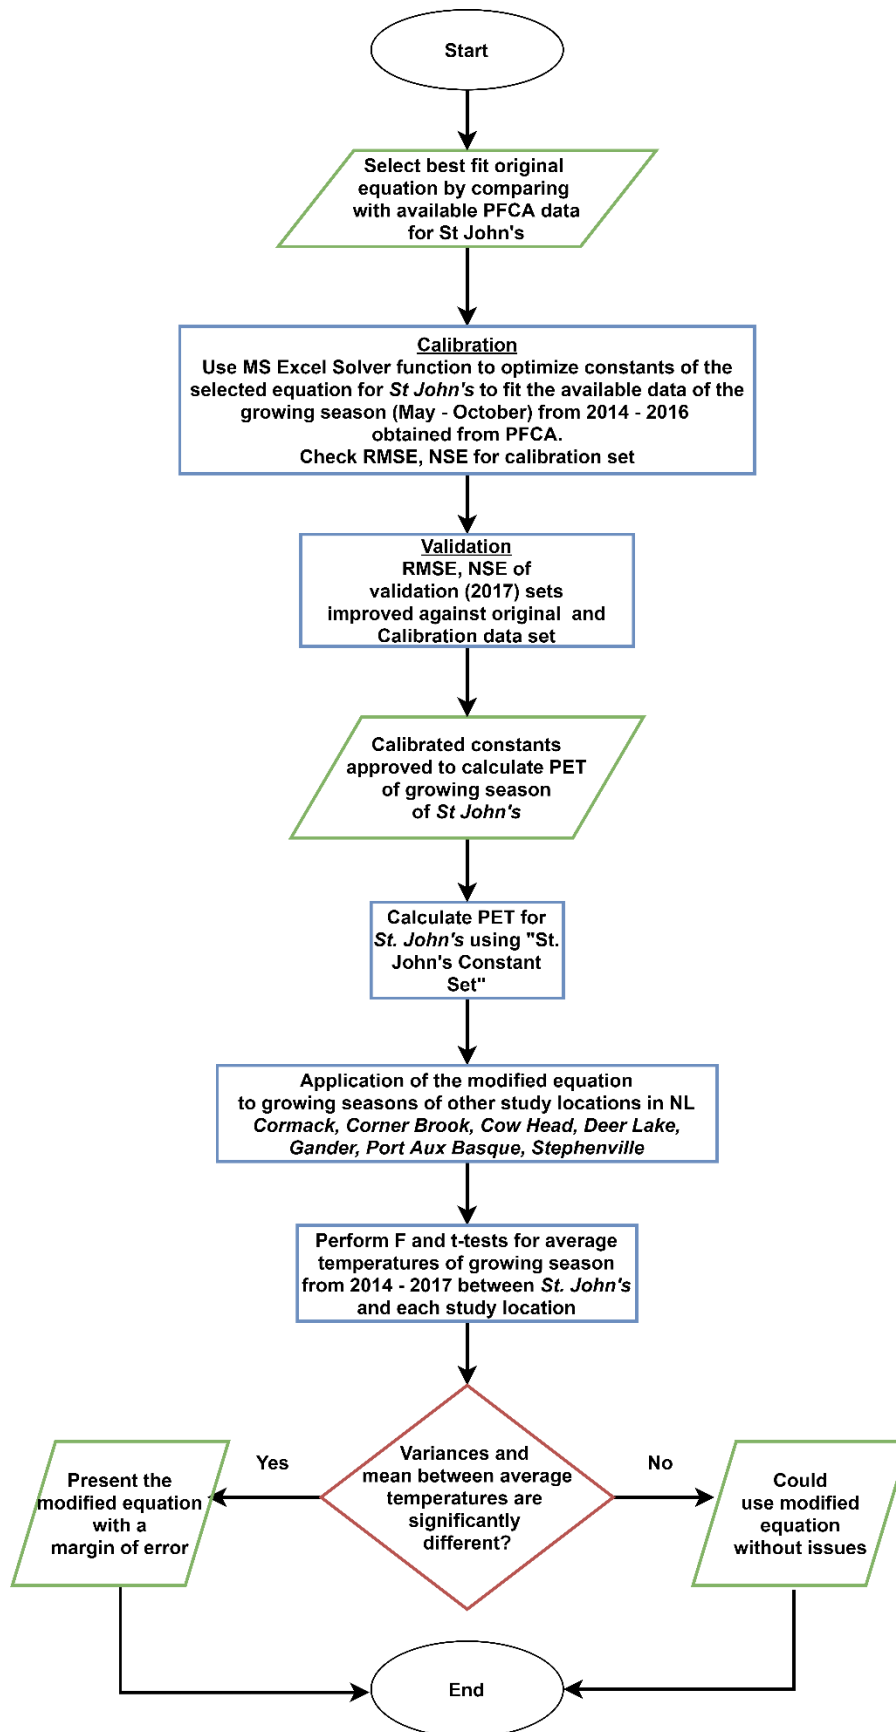 Start
Select best fit original
equation by comparing
with available PFCA data
for St John's
Calibration
Use MS Excel Solver function to optimize constants of the
selected equation for St John's to fit the available data of the
growing season (May - October) from 2014 - 2016
obtained from PFCA.
Check RMSE, NSE for calibration set
Validation
RMSE, NSE of
validation (2017) sets
improved against original and
Calibration data set
Calibrated constants
approved to calculate PET
of growing season
of St John's
Calculate PET for
St. John's using "St.
John's Constant
Set"
Application of the modified equation
to growing seasons of other study locations in NL
Cormack, Corner Brook, Cow Head, Deer Lake,
Gander, Port Aux Basque, Stephenville
Perform F and t-tests for average
temperatures of growing season
from 2014 - 2017 between St. John's
and each study location
Variances and
mean between average
temperatures are
significantly
different?
Yes
Present the
modified equation
with a
margin of error
No
Could
use modified
equation
without issues
End